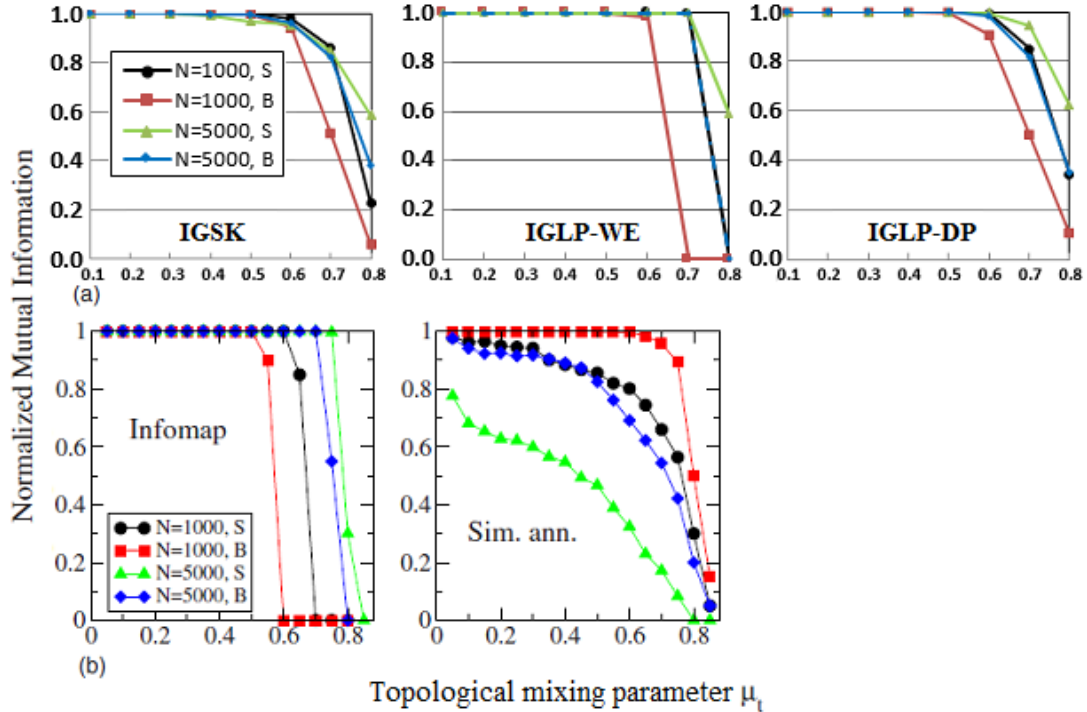 Normalized Mutual Information
1.0 1.0 1.0
0.8 0.8 0.8
0.6 0.6 0.6
0.4 0.4 0.4
0.2 0.2 0.2
0.0 0.0 0.0
N=1000, S
N=1000, B
N=5000, S
N=5000, B
IGSK IGLP-WE IGLP-DP
0.1 0.2 0.3 0.4 0.5 0.6 0.7 0.8 0.1 0.2 0.3 0.4 0.5 0.6 0.7 0.8 0.1 0.2 0.3 0.4 0.5 0.6 0.7 0.8
(a)
1 1
0.8 0.8
0.6 0.6
0.4 0.4
0.2 0.2
0 0
Infomap
N=1000, S
N=1000, B
N=5000, S
N=5000, B
Sim. ann.
0 0.2 0.4 0.6 0.8 0 0.2 0.4 0.6 0.8
(b)
Topological mixing parameter μt